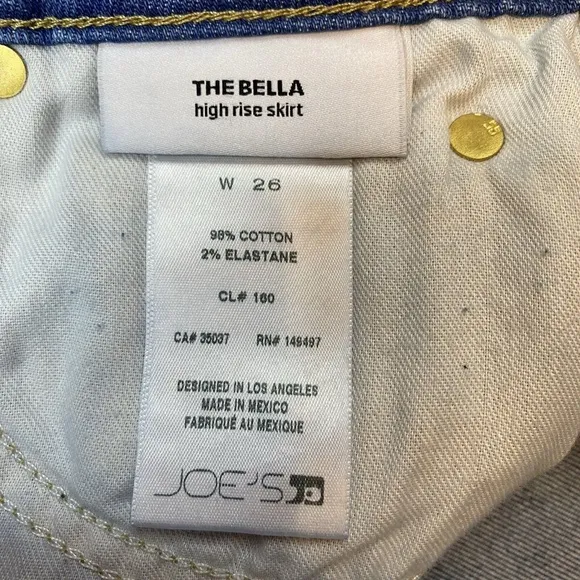 THE BELLA
high rise skirt
W 26
98% COTTON
2% ELASTANE
CL# 160
CA# 35037 RN# 149497
DESIGNED IN LOS ANGELES
MADE IN MEXICO
FABRIQUÉ AU MEXIQUE
JOE'S